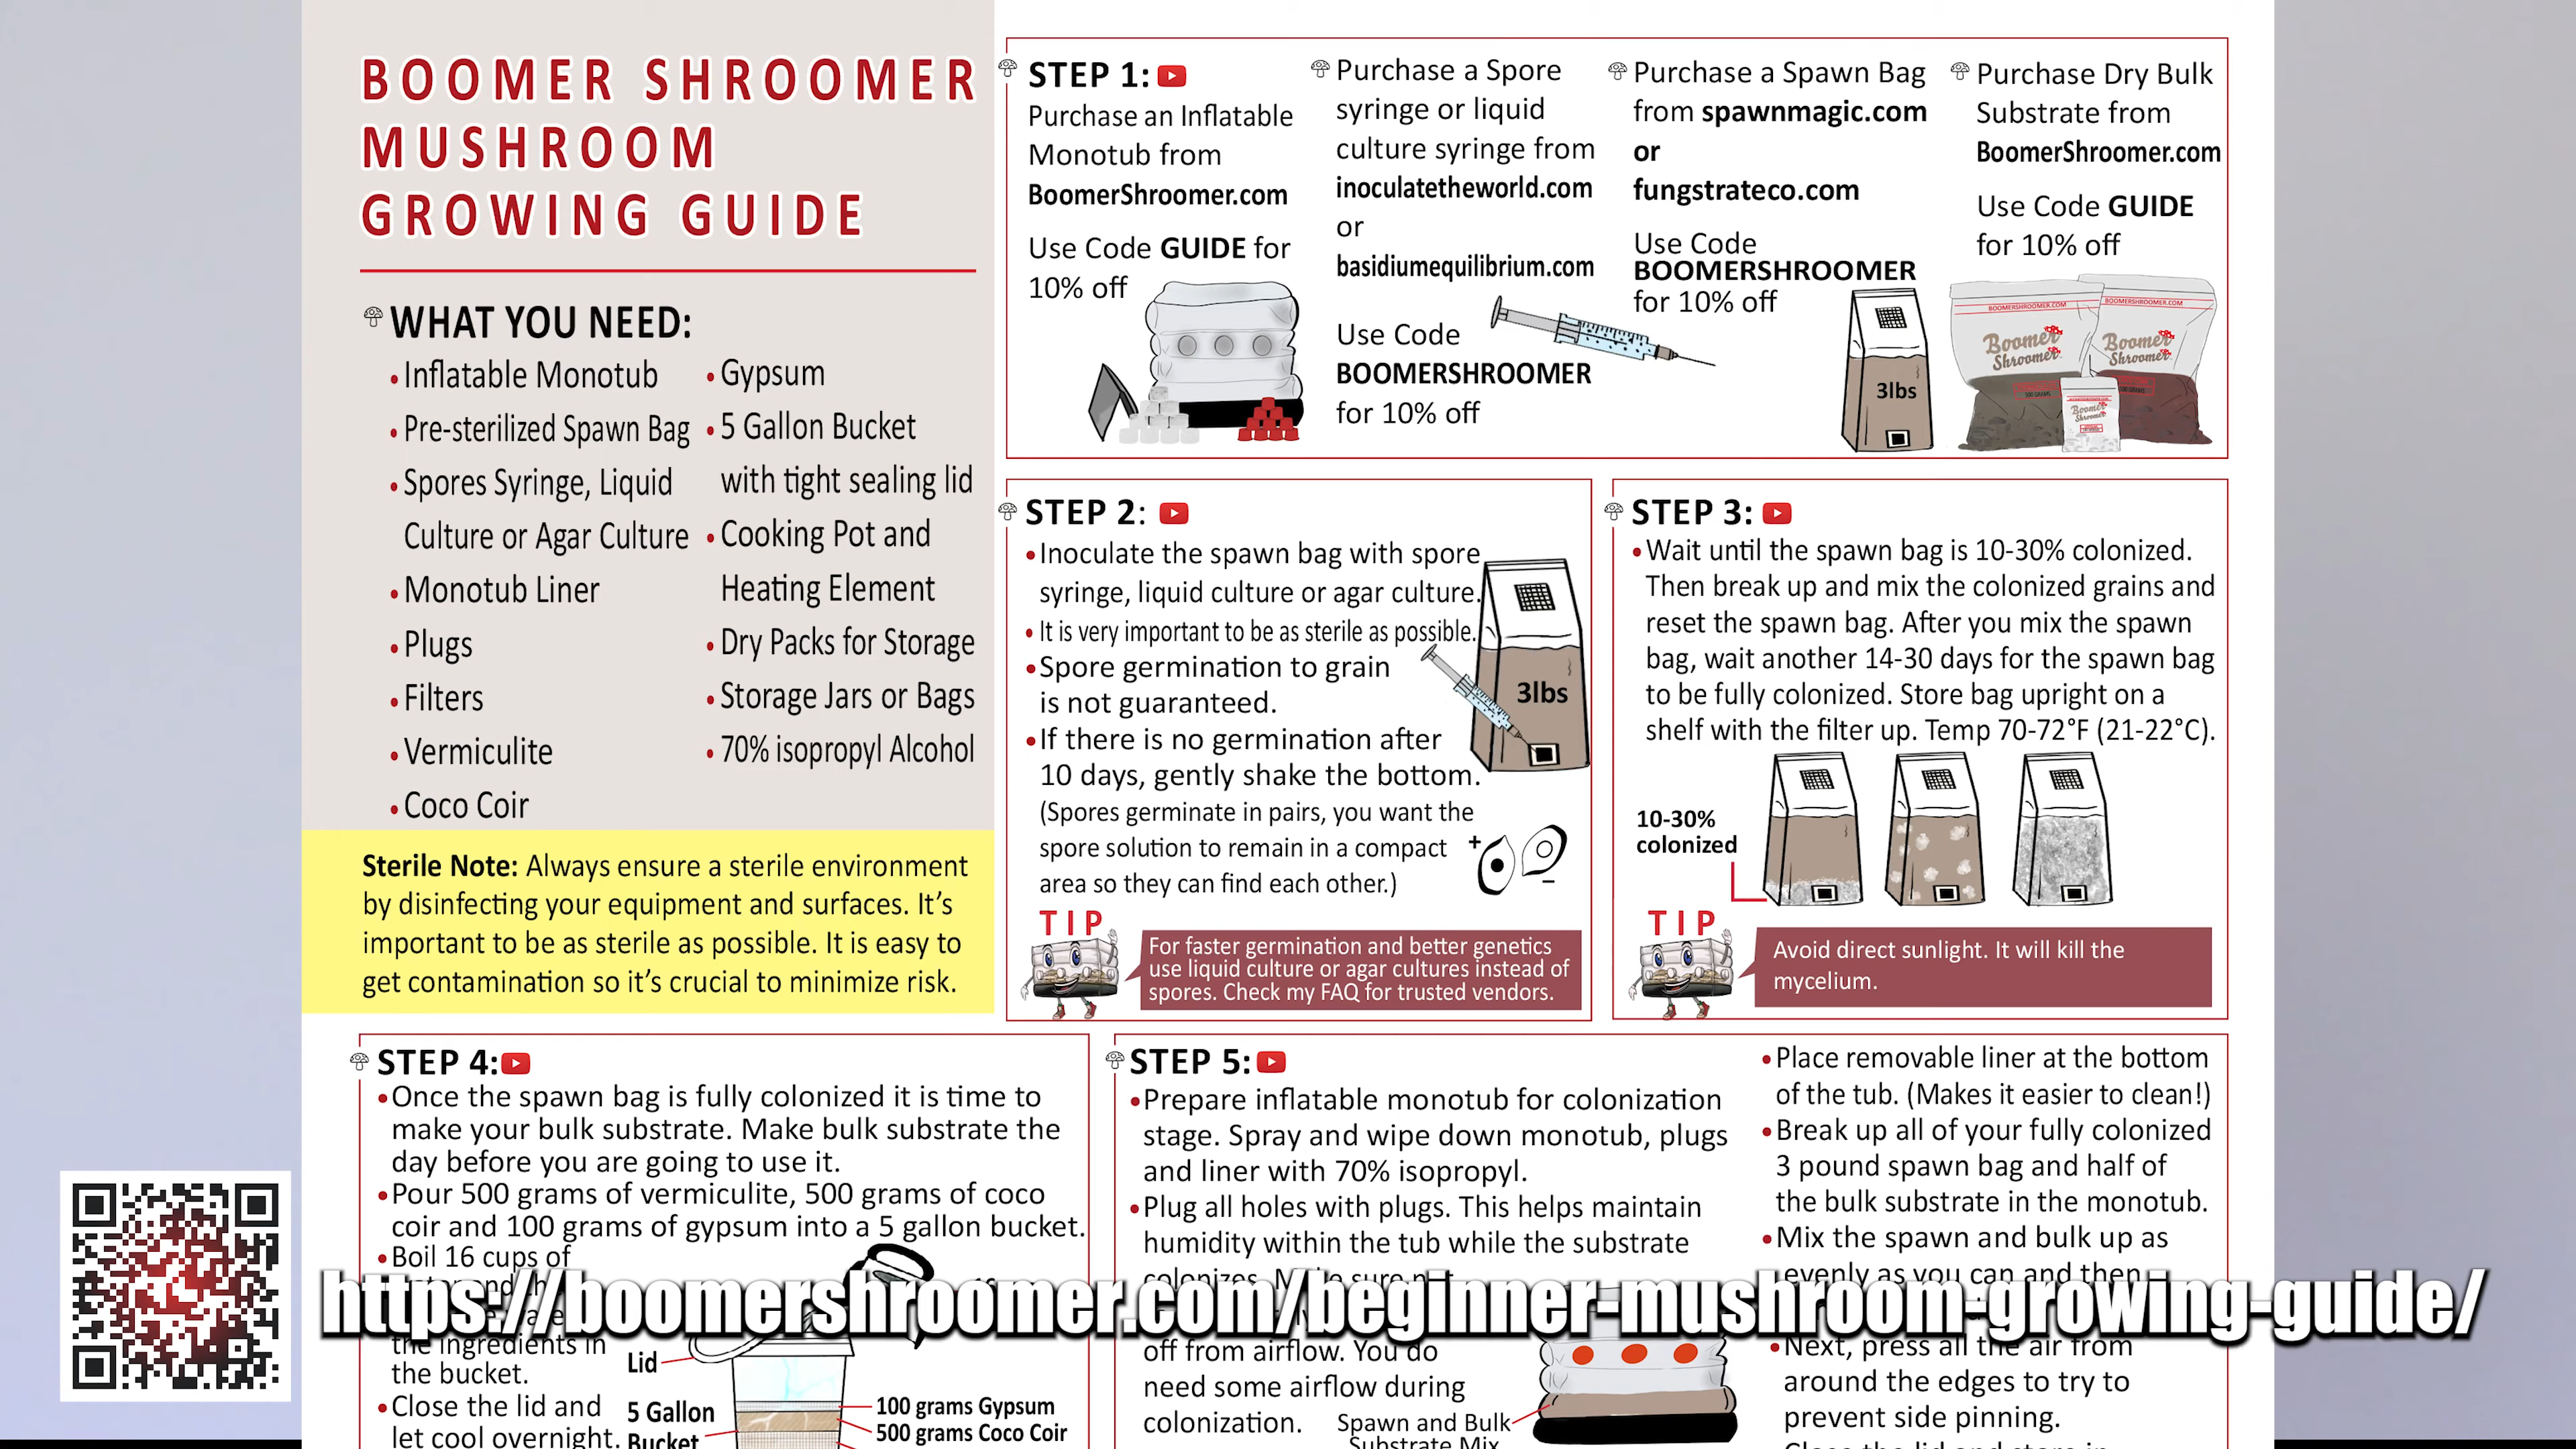 BOOMER SHROOMER
MUSHROOM
GROWING GUIDE
WHAT YOU NEED:
• Inflatable Monotub
• Pre-sterilized Spawn Bag
• Spores Syringe, Liquid
Culture or Agar Culture
• Monotub Liner
• Plugs
• Filters
• Vermiculite
• Coco Coir
• Gypsum
• 5 Gallon Bucket
with tight sealing lid
• Cooking Pot and
Heating Element
• Dry Packs for Storage
• Storage Jars or Bags
• 70% isopropyl Alcohol
Sterile Note: Always ensure a sterile environment
by disinfecting your equipment and surfaces. It's
important to be as sterile as possible. It is easy to
get contamination so it's crucial to minimize risk.
STEP 1:
Purchase an Inflatable
Monotub from
BoomerShroomer.com
Use Code GUIDE for
10% off
Purchase a Spore
syringe or liquid
culture syringe from
inoculatetheworld.com
or
basidiumequilibrium.com
Use Code
BOOMERSHROOMER
for 10% off
Purchase a Spawn Bag
from spawnmagic.com
or
fungstrateco.com
Use Code
BOOMERSHROOMER
for 10% off
3lbs
Purchase Dry Bulk
Substrate from
BoomerShroomer.com
Use Code GUIDE
for 10% off
BOOMERSHROOMER.COM
BOOMERSHROOMER.COM
Boomer
Shroomer
Boomer
Shroomer
Boomer
Shroomer
STEP 2:
• Inoculate the spawn bag with spore
syringe, liquid culture or agar culture.
• It is very important to be as sterile as possible.
• Spore germination to grain
is not guaranteed.
• If there is no germination after
10 days, gently shake the bottom.
(Spores germinate in pairs, you want the
spore solution to remain in a compact
area so they can find each other.)
3lbs
+
–
TIP
For faster germination and better genetics
use liquid culture or agar cultures instead of
spores. Check my FAQ for trusted vendors.
STEP 3:
• Wait until the spawn bag is 10-30% colonized.
Then break up and mix the colonized grains and
reset the spawn bag. After you mix the spawn
bag, wait another 14-30 days for the spawn bag
to be fully colonized. Store bag upright on a
shelf with the filter up. Temp 70-72°F (21-22°C).
10-30%
colonized
TIP
Avoid direct sunlight. It will kill the
mycelium.
STEP 4:
• Once the spawn bag is fully colonized it is time to
make your bulk substrate. Make bulk substrate the
day before you are going to use it.
• Pour 500 grams of vermiculite, 500 grams of coco
coir and 100 grams of gypsum into a 5 gallon bucket.
• Boil 16 cups of
the ingredients in
the bucket.
• Close the lid and
let cool overnight.
Lid
5 Gallon
Bucket
100 grams Gypsum
500 grams Coco Coir
STEP 5:
• Prepare inflatable monotub for colonization
stage. Spray and wipe down monotub, plugs
and liner with 70% isopropyl.
• Plug all holes with plugs. This helps maintain
humidity within the tub while the substrate
colonizes.
off from airflow. You do
need some airflow during
colonization.
Spawn and Bulk
Substrate Mix
• Place removable liner at the bottom
of the tub. (Makes it easier to clean!)
• Break up all of your fully colonized
3 pound spawn bag and half of
the bulk substrate in the monotub.
• Mix the spawn and bulk up as
evenly as you can and then
• Next, press all the air from
around the edges to try to
prevent side pinning.
https://boomershroomer.com/beginner-mushroom-growing-guide/